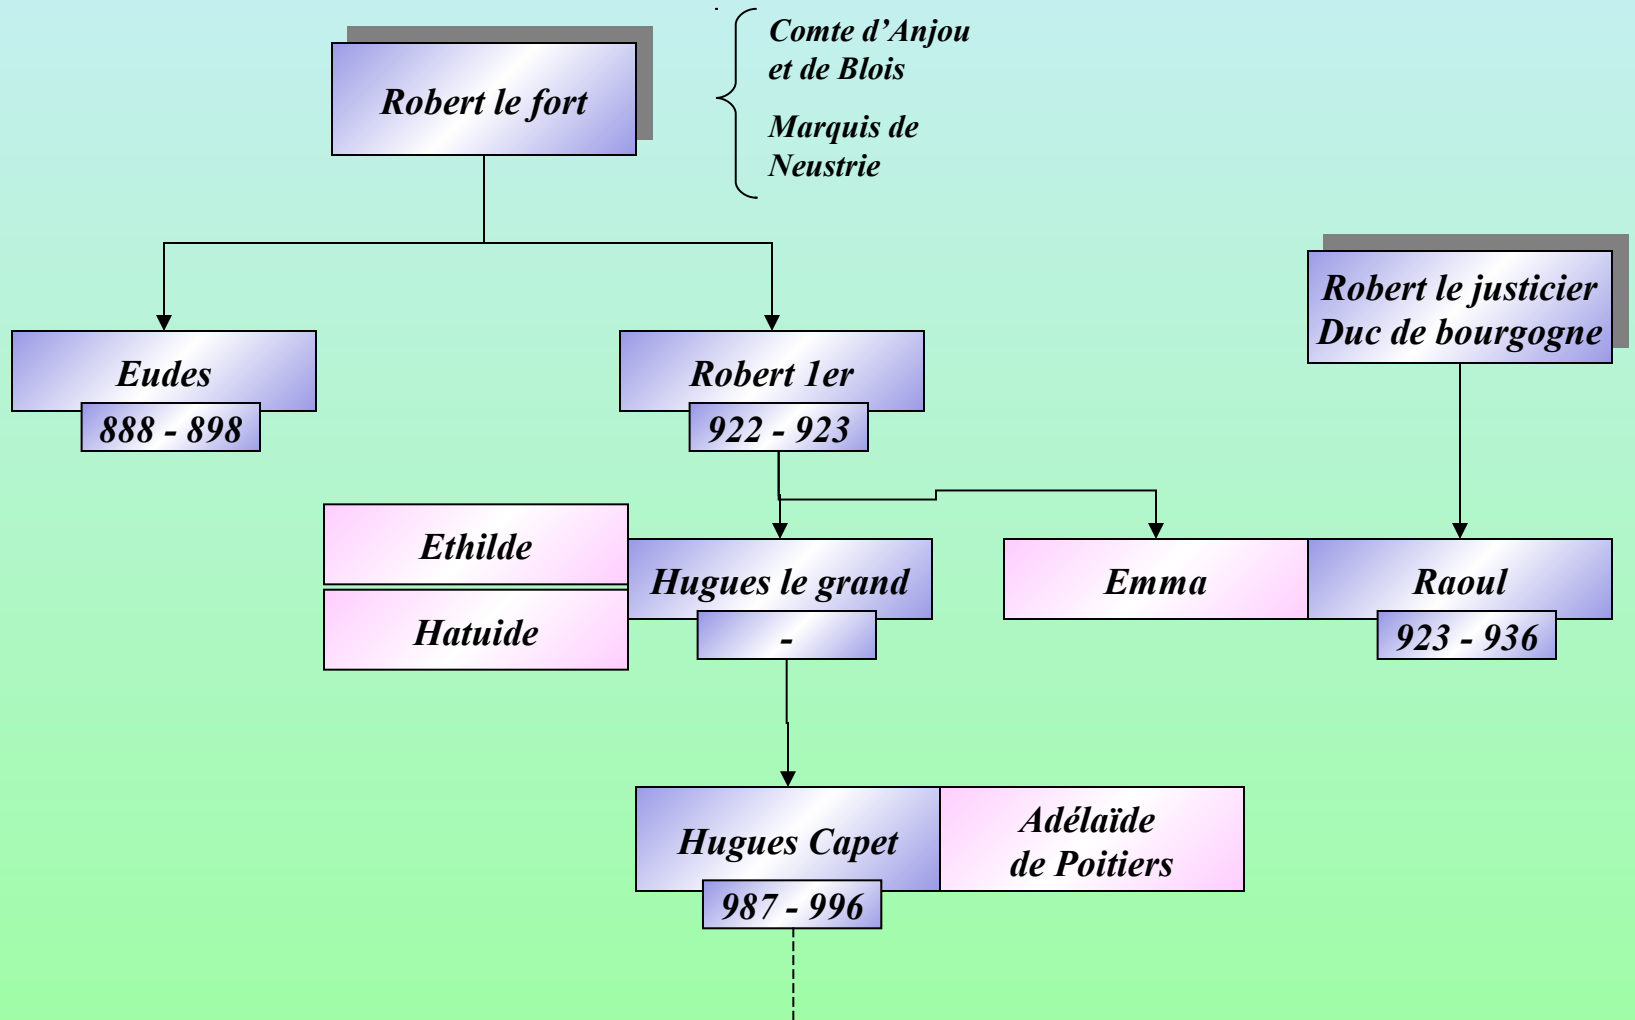 Robert le fort
Comte d’Anjou
et de Blois
Marquis de
Neustrie
Robert le justicier
Duc de bourgogne
Eudes
888 - 898
Robert 1er
922 - 923
Ethilde
Hatuide
Hugues le grand
-
Emma
Raoul
923 - 936
Hugues Capet
987 - 996
Adélaïde
de Poitiers